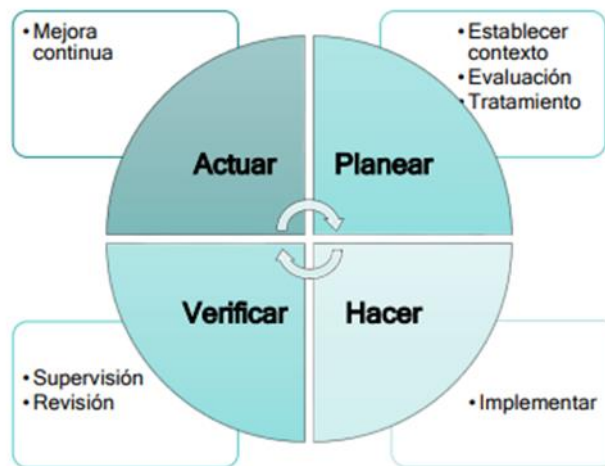 • Mejora
continua
• Establecer
contexto
• Evaluación
• Tratamiento
Actuar
Planear
Verificar
Hacer
• Supervisión
• Revisión
• Implementar